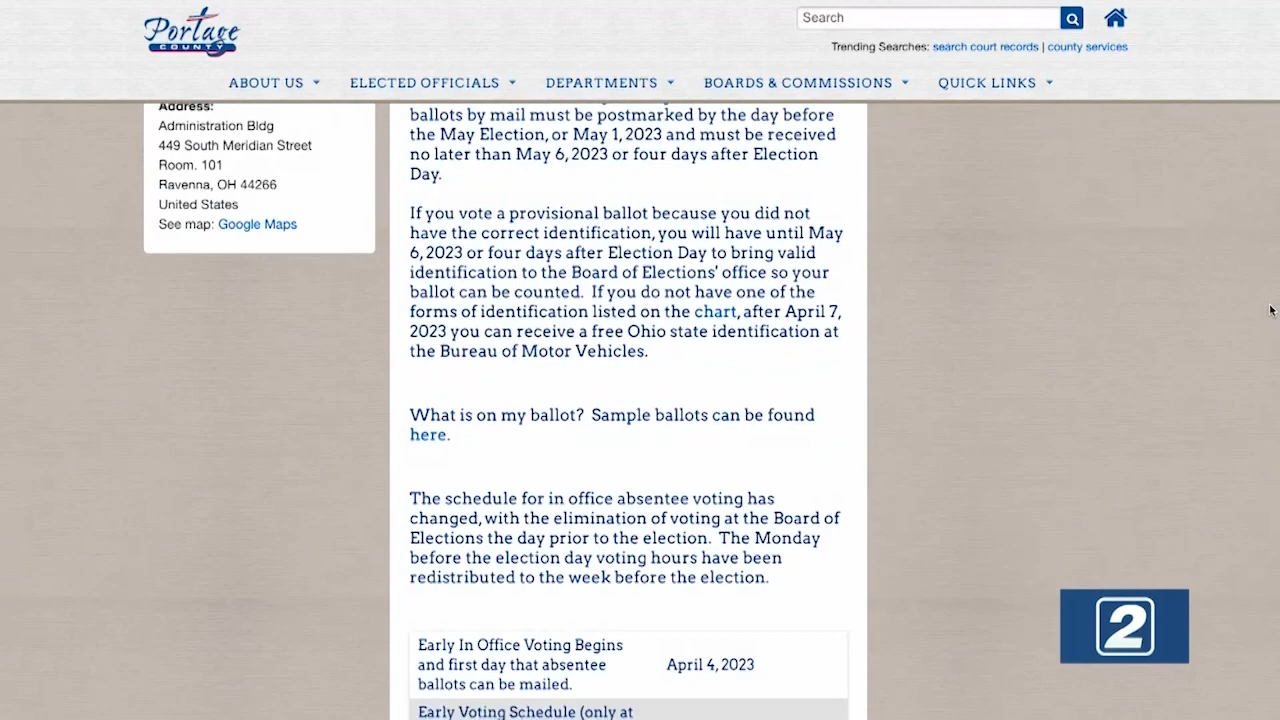 Portage
COUNTY
Search
Trending Searches: search court records | county services
ABOUT US
ELECTED OFFICIALS
DEPARTMENTS
BOARDS & COMMISSIONS
QUICK LINKS
Address:
Administration Bldg
449 South Meridian Street
Room. 101
Ravenna, OH 44266
United States
See map: Google Maps
ballots by mail must be postmarked by the day before
the May Election, or May 1, 2023 and must be received
no later than May 6, 2023 or four days after Election
Day.
If you vote a provisional ballot because you did not
have the correct identification, you will have until May
6, 2023 or four days after Election Day to bring valid
identification to the Board of Elections' office so your
ballot can be counted.  If you do not have one of the
forms of identification listed on the chart, after April 7,
2023 you can receive a free Ohio state identification at
the Bureau of Motor Vehicles.
What is on my ballot?  Sample ballots can be found
here.
The schedule for in office absentee voting has
changed, with the elimination of voting at the Board of
Elections the day prior to the election.  The Monday
before the election day voting hours have been
redistributed to the week before the election.
Early In Office Voting Begins
and first day that absentee
ballots can be mailed.
April 4, 2023
Early Voting Schedule (only at
2